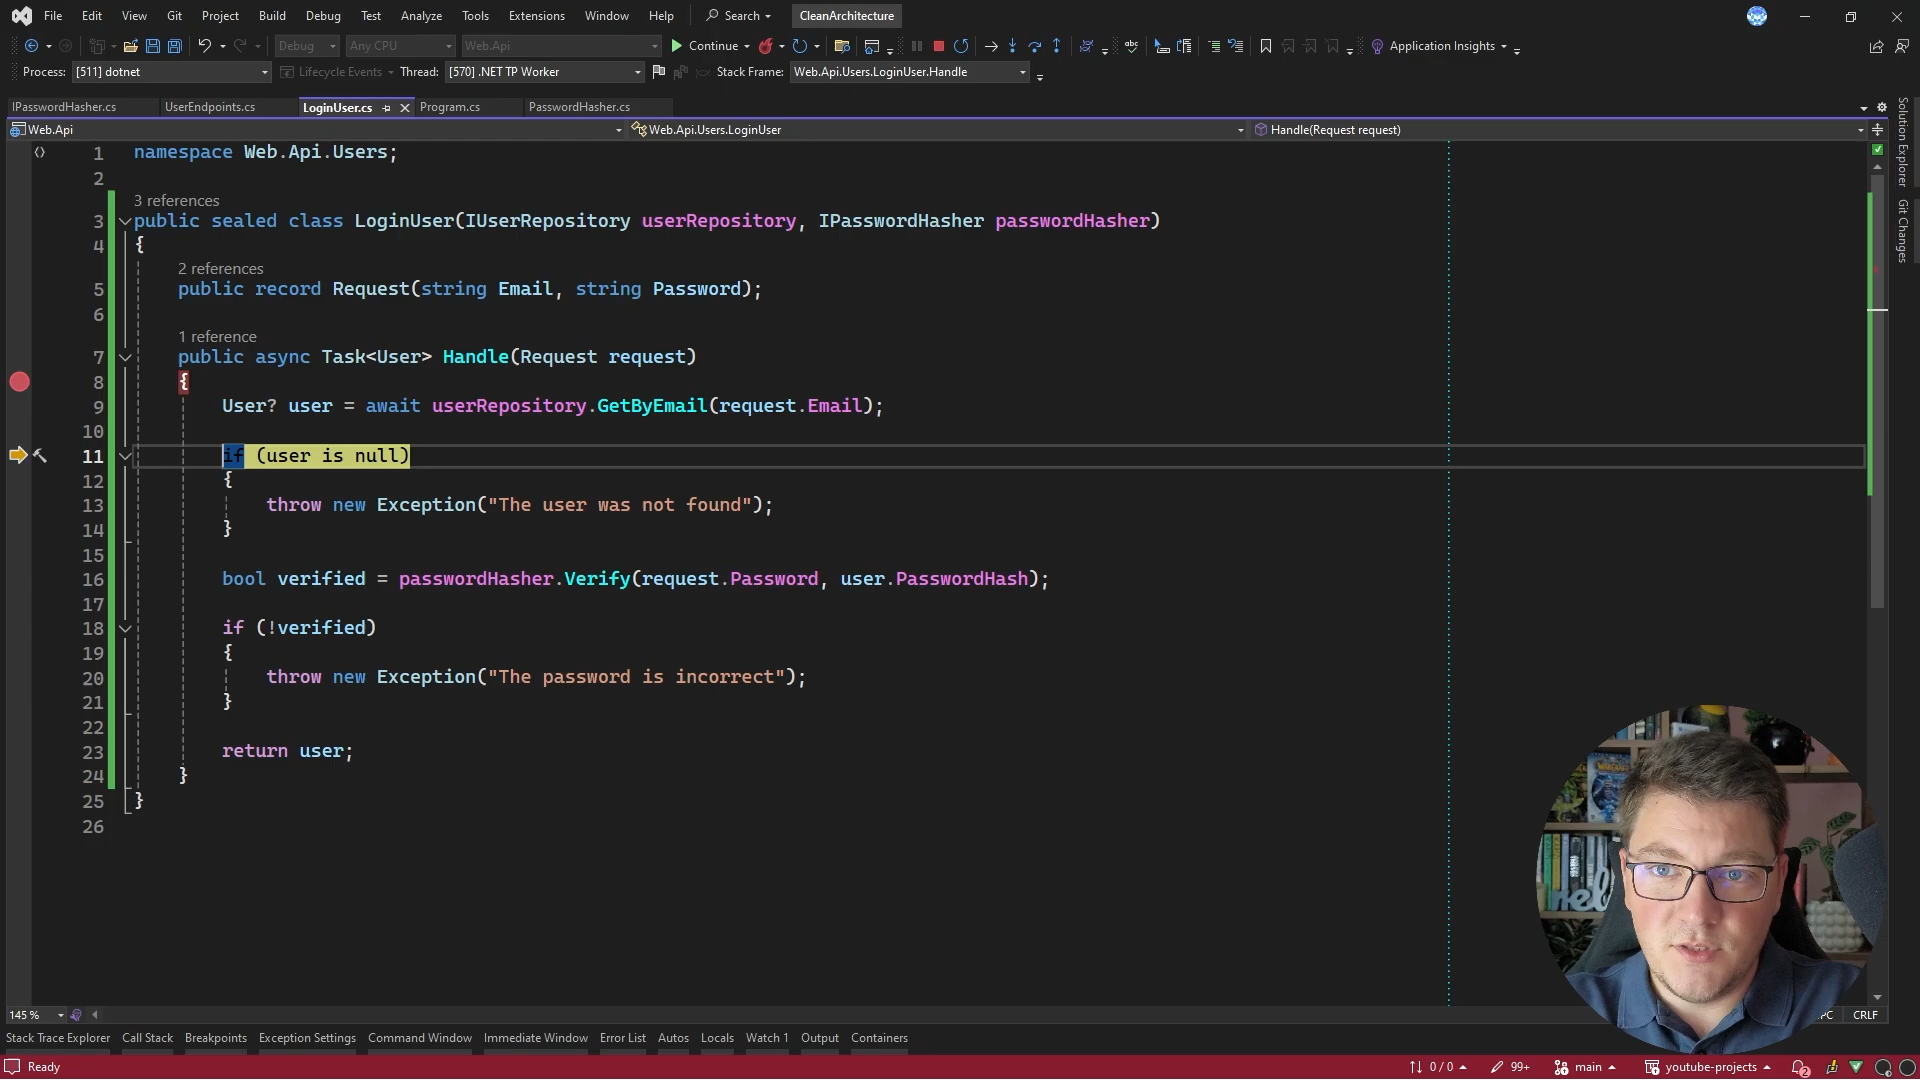 File Edit View Git Project Build Debug Test Analyze Tools Extensions Window Help Search CleanArchitecture
Debug Any CPU Web.Api Continue Application Insights
Process: [511] dotnet Lifecycle Events Thread: [570] .NET TP Worker Stack Frame: Web.Api.Users.LoginUser.Handle
IPasswordHasher.cs UserEndpoints.cs LoginUser.cs Program.cs PasswordHasher.cs
Web.Api Web.Api.Users.LoginUser Handle(Request request)
Solution Explorer
Git Changes
1 namespace Web.Api.Users;
2
3 references
3 public sealed class LoginUser(IUserRepository userRepository, IPasswordHasher passwordHasher)
4 {
2 references
5 public record Request(string Email, string Password);
6
1 reference
7 public async Task<User> Handle(Request request)
8 {
9 User? user = await userRepository.GetByEmail(request.Email);
10
11 if (user is null)
12 {
13 throw new Exception("The user was not found");
14 }
15
16 bool verified = passwordHasher.Verify(request.Password, user.PasswordHash);
17
18 if (!verified)
19 {
20 throw new Exception("The password is incorrect");
21 }
22
23 return user;
24 }
25 }
26
145 % CRLF
Stack Trace Explorer Call Stack Breakpoints Exception Settings Command Window Immediate Window Error List Autos Locals Watch 1 Output Containers
Ready 0 / 0 99+ main youtube-projects 2